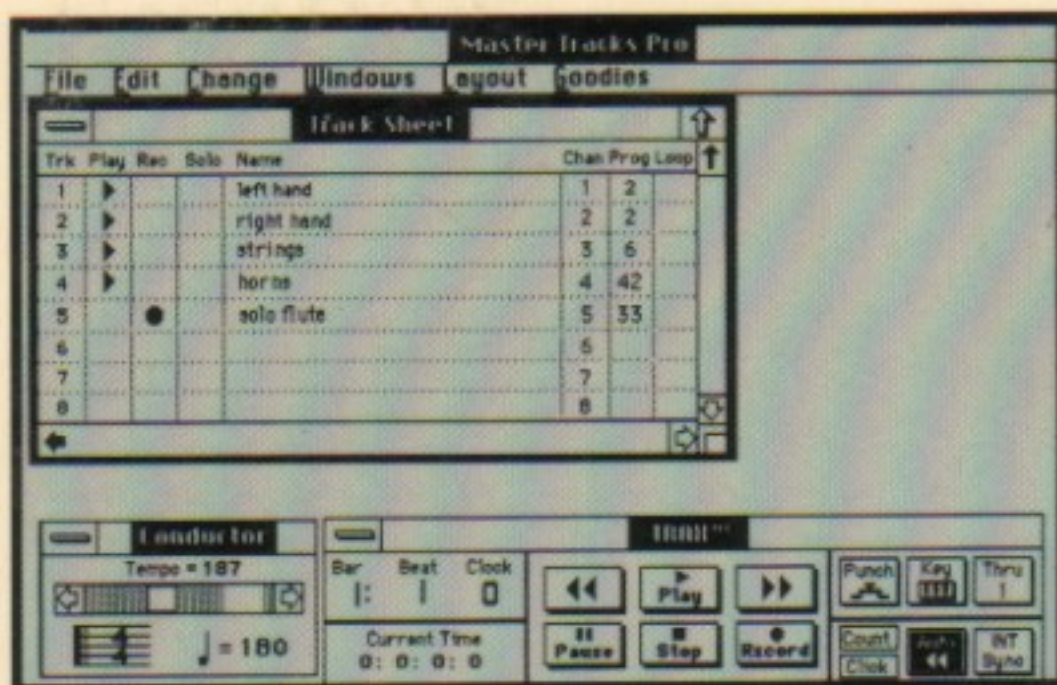 Master Tracks Pro
File Edit Change Windows Layout Goodies
Track Sheet
Trk Play Rec Solo Name Chan Prog Loop
1 left hand 1 2
2 right hand 2 2
3 strings 3 6
4 horns 4 42
5 solo flute 5 33
6 6
7 7
8 8
Conductor
Tempo = 187
= 180
Bar Beat Clock
1: 1 0
Current Time
0: 0: 0: 0
Play
Pause Stop Record
Punch Key Thru
1
Count
Click
Auto
INT
Sync